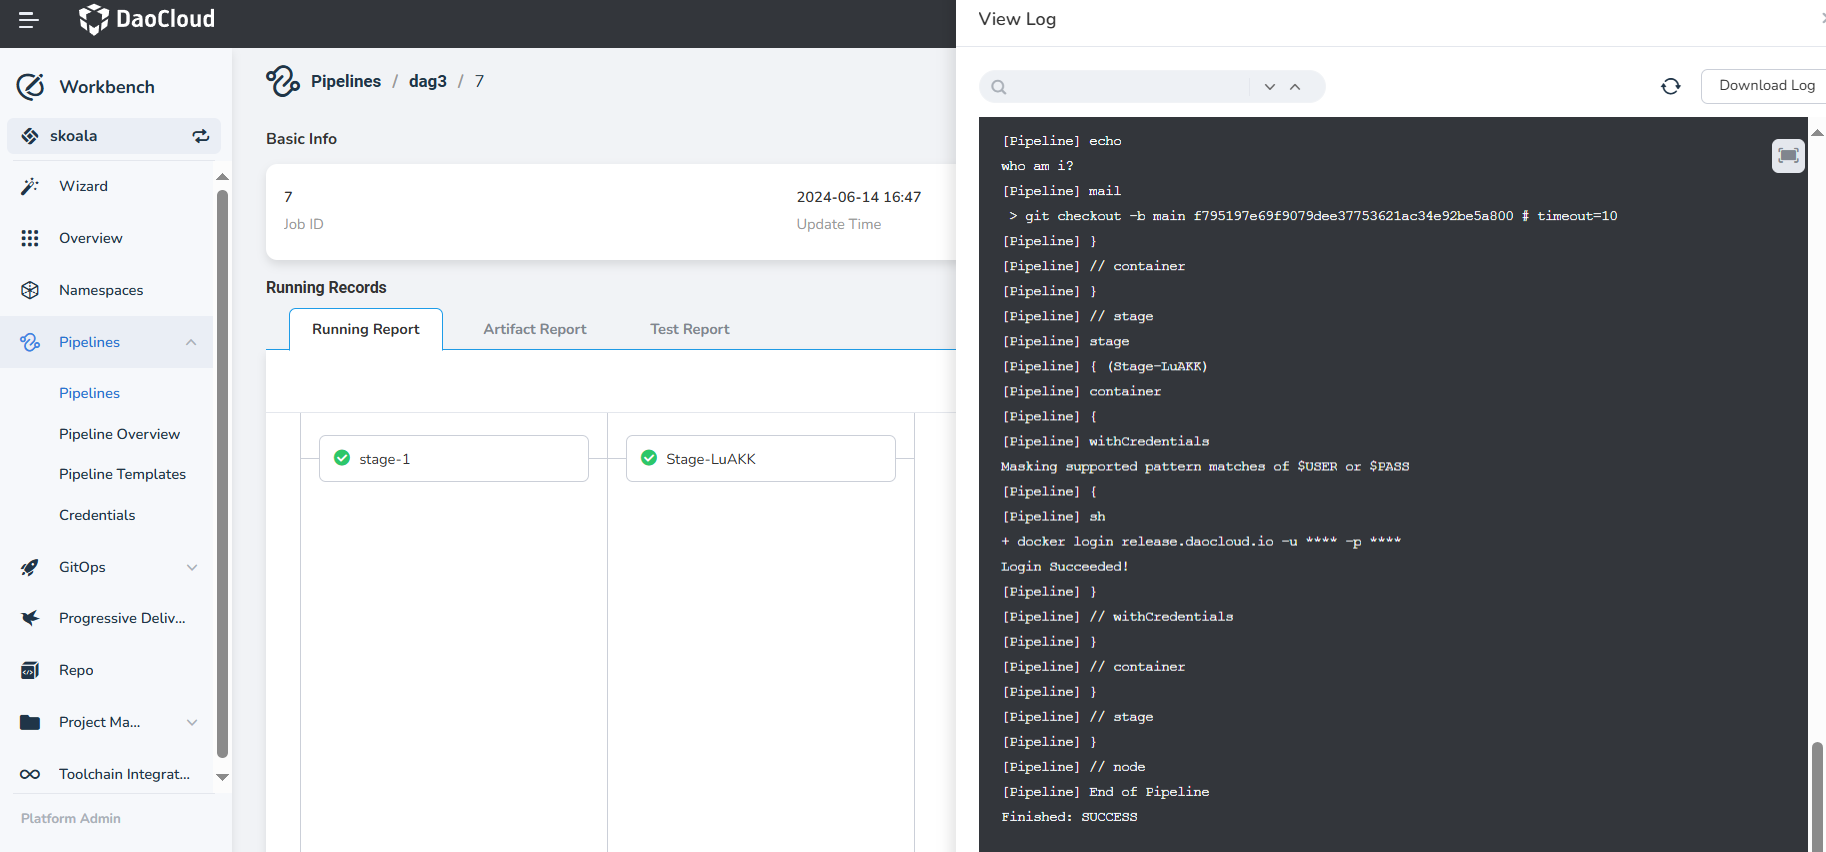 DaoCloud
Workbench
skoala
Wizard
Overview
Namespaces
Pipelines
Pipelines
Pipeline Overview
Pipeline Templates
Credentials
GitOps
Progressive Deliv...
Repo
Project Ma...
Toolchain Integrat...
Platform Admin
Pipelines / dag3 / 7
Basic Info
7
Job ID
2024-06-14 16:47
Update Time
Running Records
Running Report
Artifact Report
Test Report
stage-1
Stage-LuAKK
View Log
Download Log
[Pipeline] echo
who am i?
[Pipeline] mail
> git checkout -b main f795197e69f9079dee37753621ac34e92be5a800 # timeout=10
[Pipeline] }
[Pipeline] // container
[Pipeline] }
[Pipeline] // stage
[Pipeline] stage
[Pipeline] { (Stage-LuAKK)
[Pipeline] container
[Pipeline] {
[Pipeline] withCredentials
Masking supported pattern matches of $USER or $PASS
[Pipeline] {
[Pipeline] sh
+ docker login release.daocloud.io -u **** -p ****
Login Succeeded!
[Pipeline] }
[Pipeline] // withCredentials
[Pipeline] }
[Pipeline] // container
[Pipeline] }
[Pipeline] // stage
[Pipeline] }
[Pipeline] // node
[Pipeline] End of Pipeline
Finished: SUCCESS